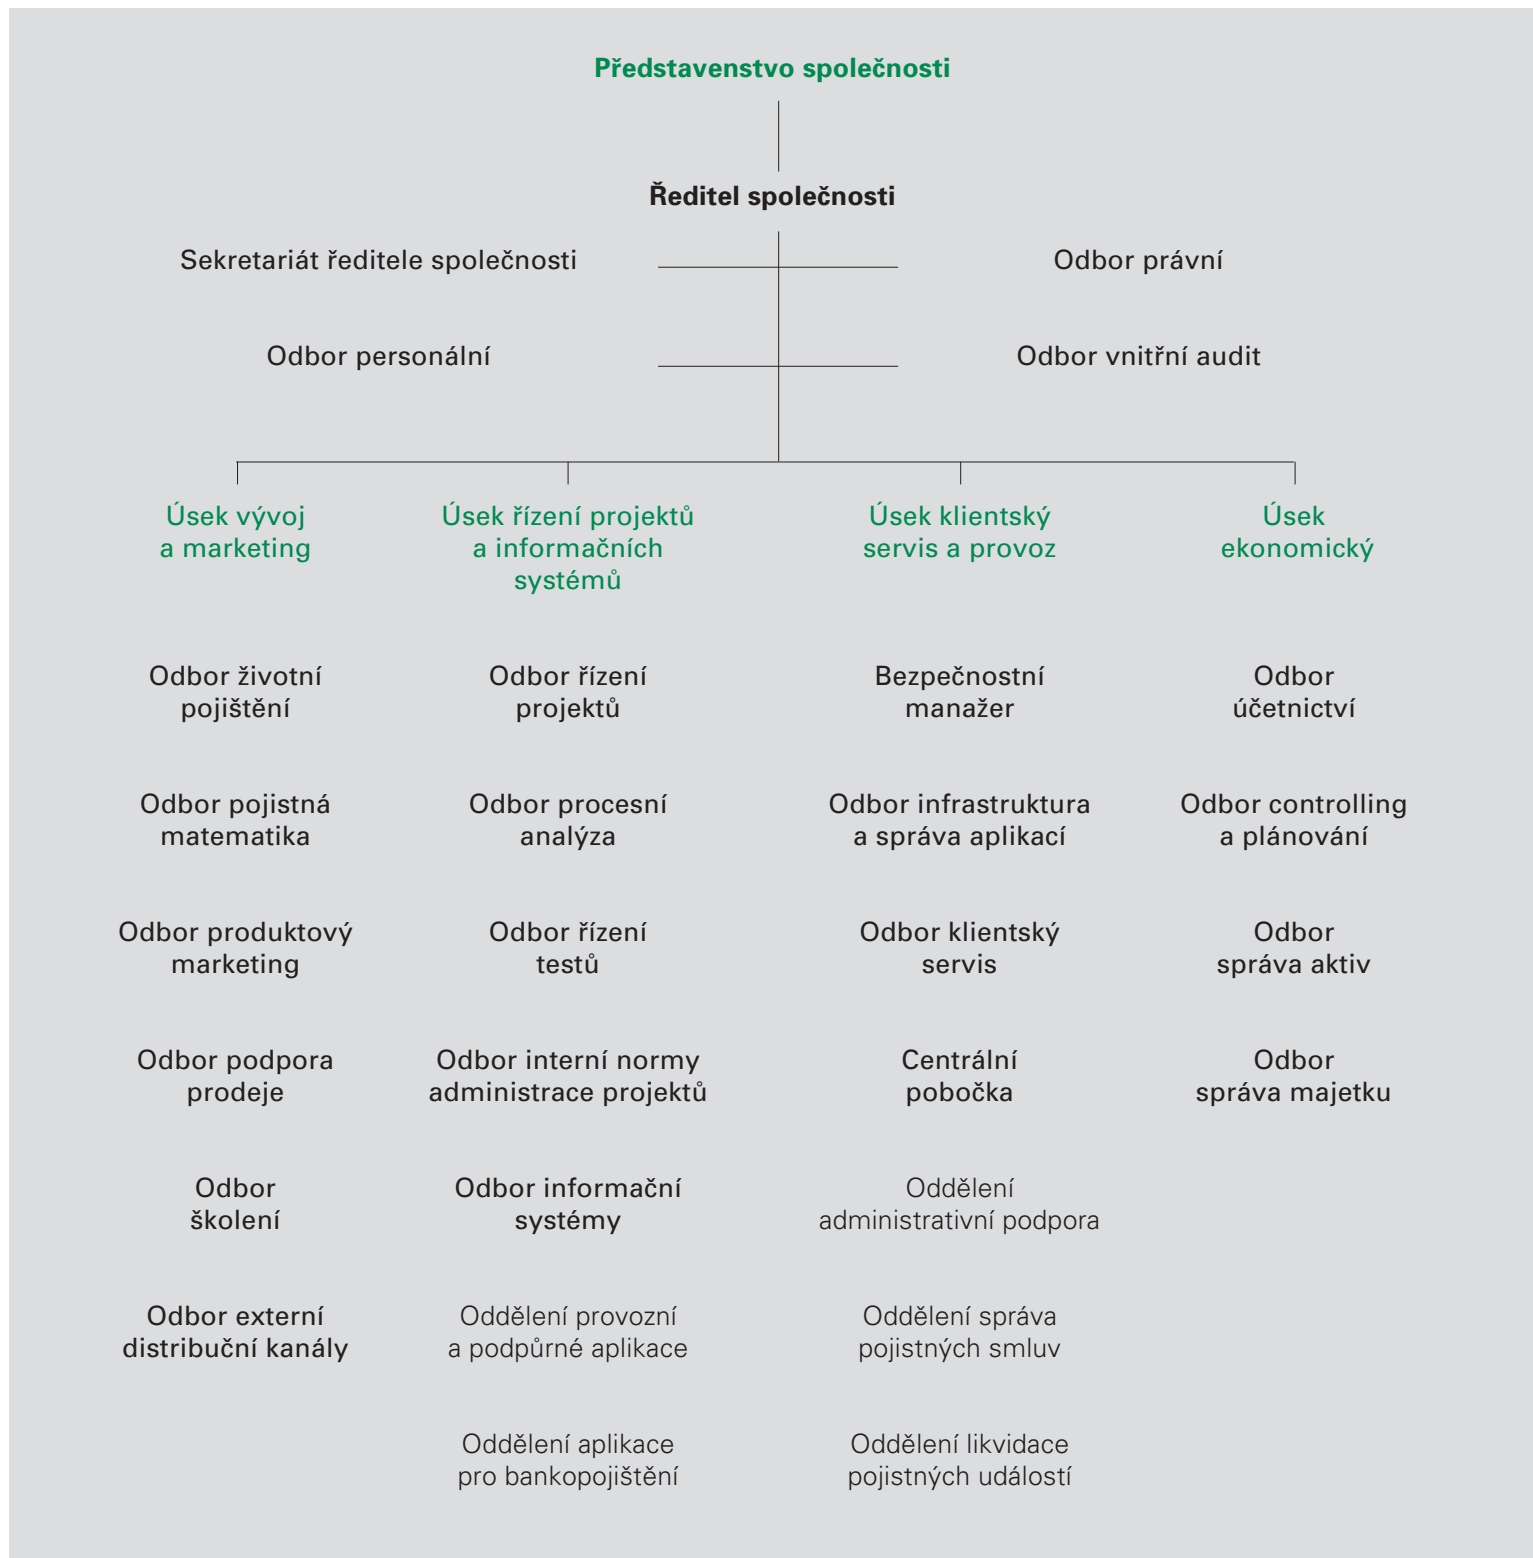 Představenstvo společnosti
Ředitel společnosti
Sekretariát ředitele společnosti
Odbor právní
Odbor personální
Odbor vnitřní audit
Úsek vývoj
a marketing
Úsek řízení projektů
a informačních
systémů
Úsek klientský
servis a provoz
Úsek
ekonomický
Odbor životní
pojištění
Odbor řízení
projektů
Bezpečnostní
manažer
Odbor
účetnictví
Odbor pojistná
matematika
Odbor procesní
analýza
Odbor infrastruktura
a správa aplikací
Odbor controlling
a plánování
Odbor produktový
marketing
Odbor řízení
testů
Odbor klientský
servis
Odbor
správa aktiv
Odbor podpora
prodeje
Odbor interní normy
administrace projektů
Centrální
pobočka
Odbor
správa majetku
Odbor
školení
Odbor informační
systémy
Oddělení
administrativní podpora
Odbor externí
distribuční kanály
Oddělení provozní
a podpůrné aplikace
Oddělení správa
pojistných smluv
Oddělení aplikace
pro bankopojištění
Oddělení likvidace
pojistných událostí